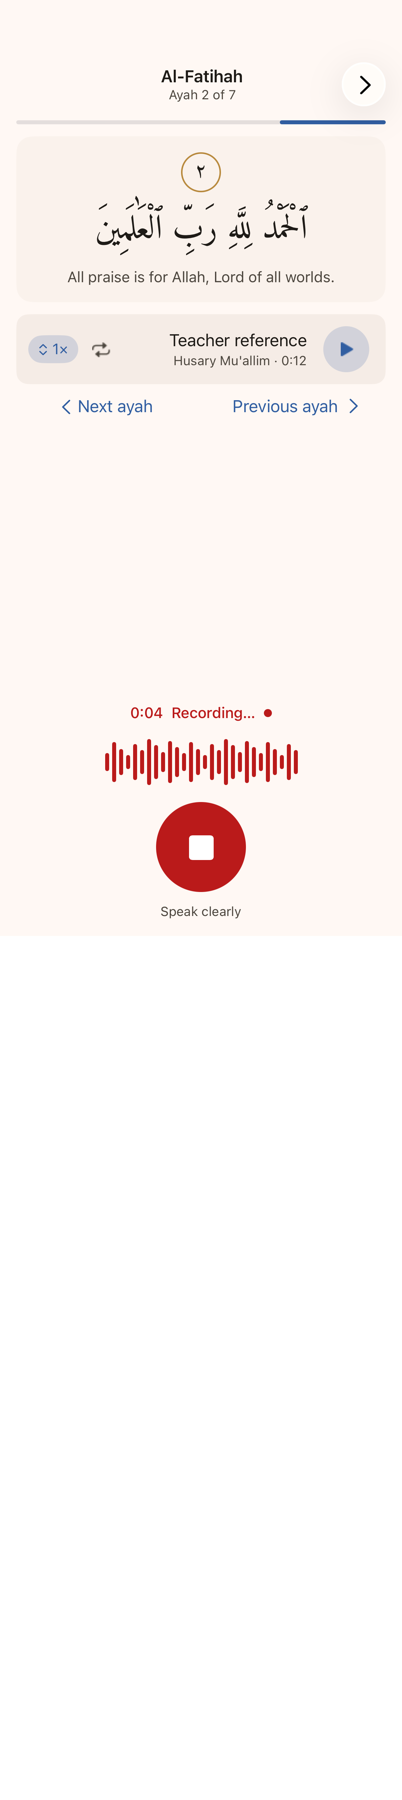 Al-Fatihah
Ayah 2 of 7
٢
ٱلْحَمْدُ لِلَّهِ رَبِّ ٱلْعَٰلَمِينَ
All praise is for Allah, Lord of all worlds.
1×
Teacher reference
Husary Mu'allim · 0:12
Next ayah
Previous ayah
0:04 Recording...
Speak clearly